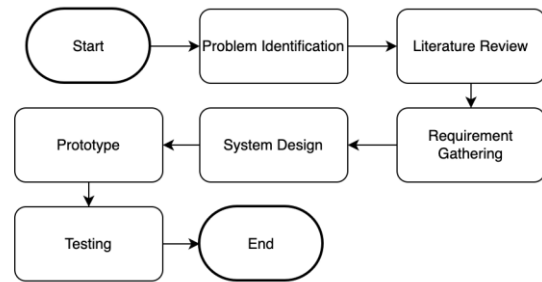 Start
Problem Identification
Literature Review
Requirement
Gathering
System Design
Prototype
Testing
End